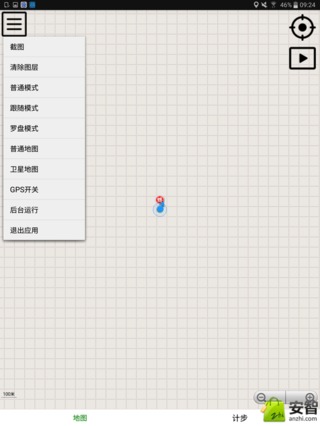 46% 09:24
截图
清除图层
普通模式
跟随模式
罗盘模式
普通地图
卫星地图
GPS开关
后台运行
退出应用
100米
地图
计步
安智
anzhi.com